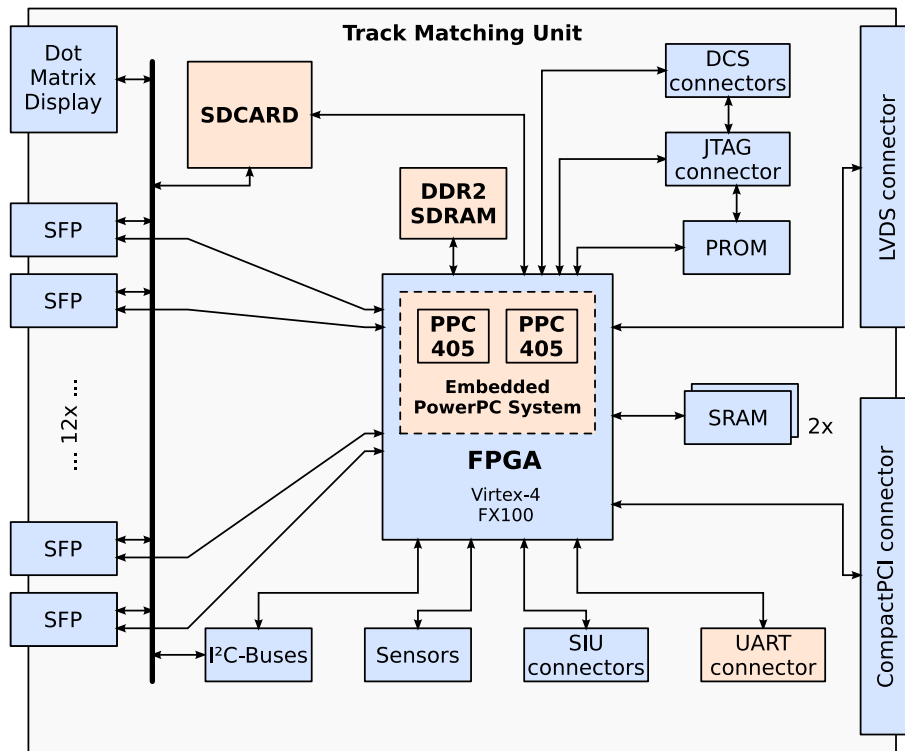 Track Matching Unit
Dot
Matrix
Display
SDCARD
DCS
connectors
JTAG
connector
PROM
LVDS connector
DDR2
SDRAM
SFP
SFP
... 12x ...
SFP
SFP
PPC
405
PPC
405
Embedded
PowerPC System
FPGA
Virtex-4
FX100
SRAM
2x
CompactPCI connector
I²C-Buses
Sensors
SIU
connectors
UART
connector